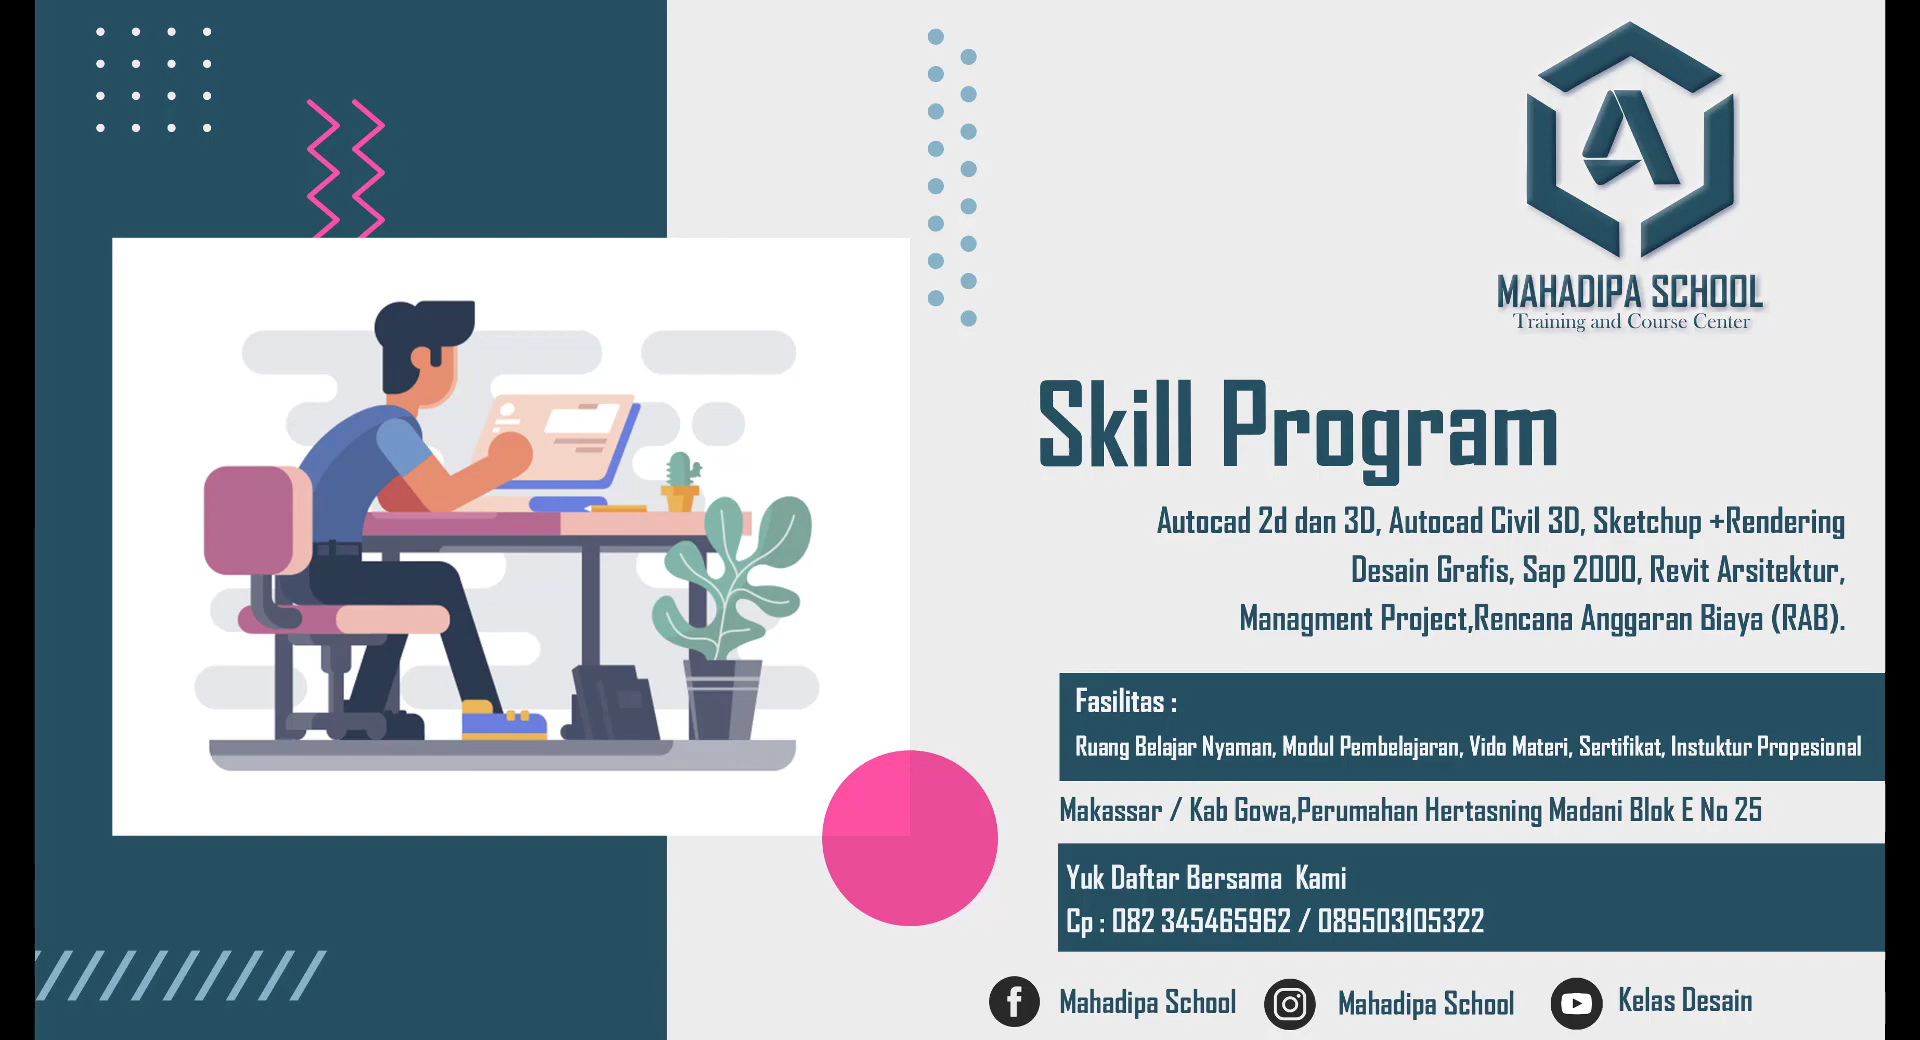 MAHADIPA SCHOOL
Training and Course Center
Skill Program
Autocad 2d dan 3D, Autocad Civil 3D, Sketchup +Rendering
Desain Grafis, Sap 2000, Revit Arsitektur,
Managment Project,Rencana Anggaran Biaya (RAB).
Fasilitas :
Ruang Belajar Nyaman, Modul Pembelajaran, Vido Materi, Sertifikat, Instuktur Propesional
Makassar / Kab Gowa,Perumahan Hertasning Madani Blok E No 25
Yuk Daftar Bersama Kami
Cp : 082 345465962 / 089503105322
Mahadipa School
Mahadipa School
Kelas Desain